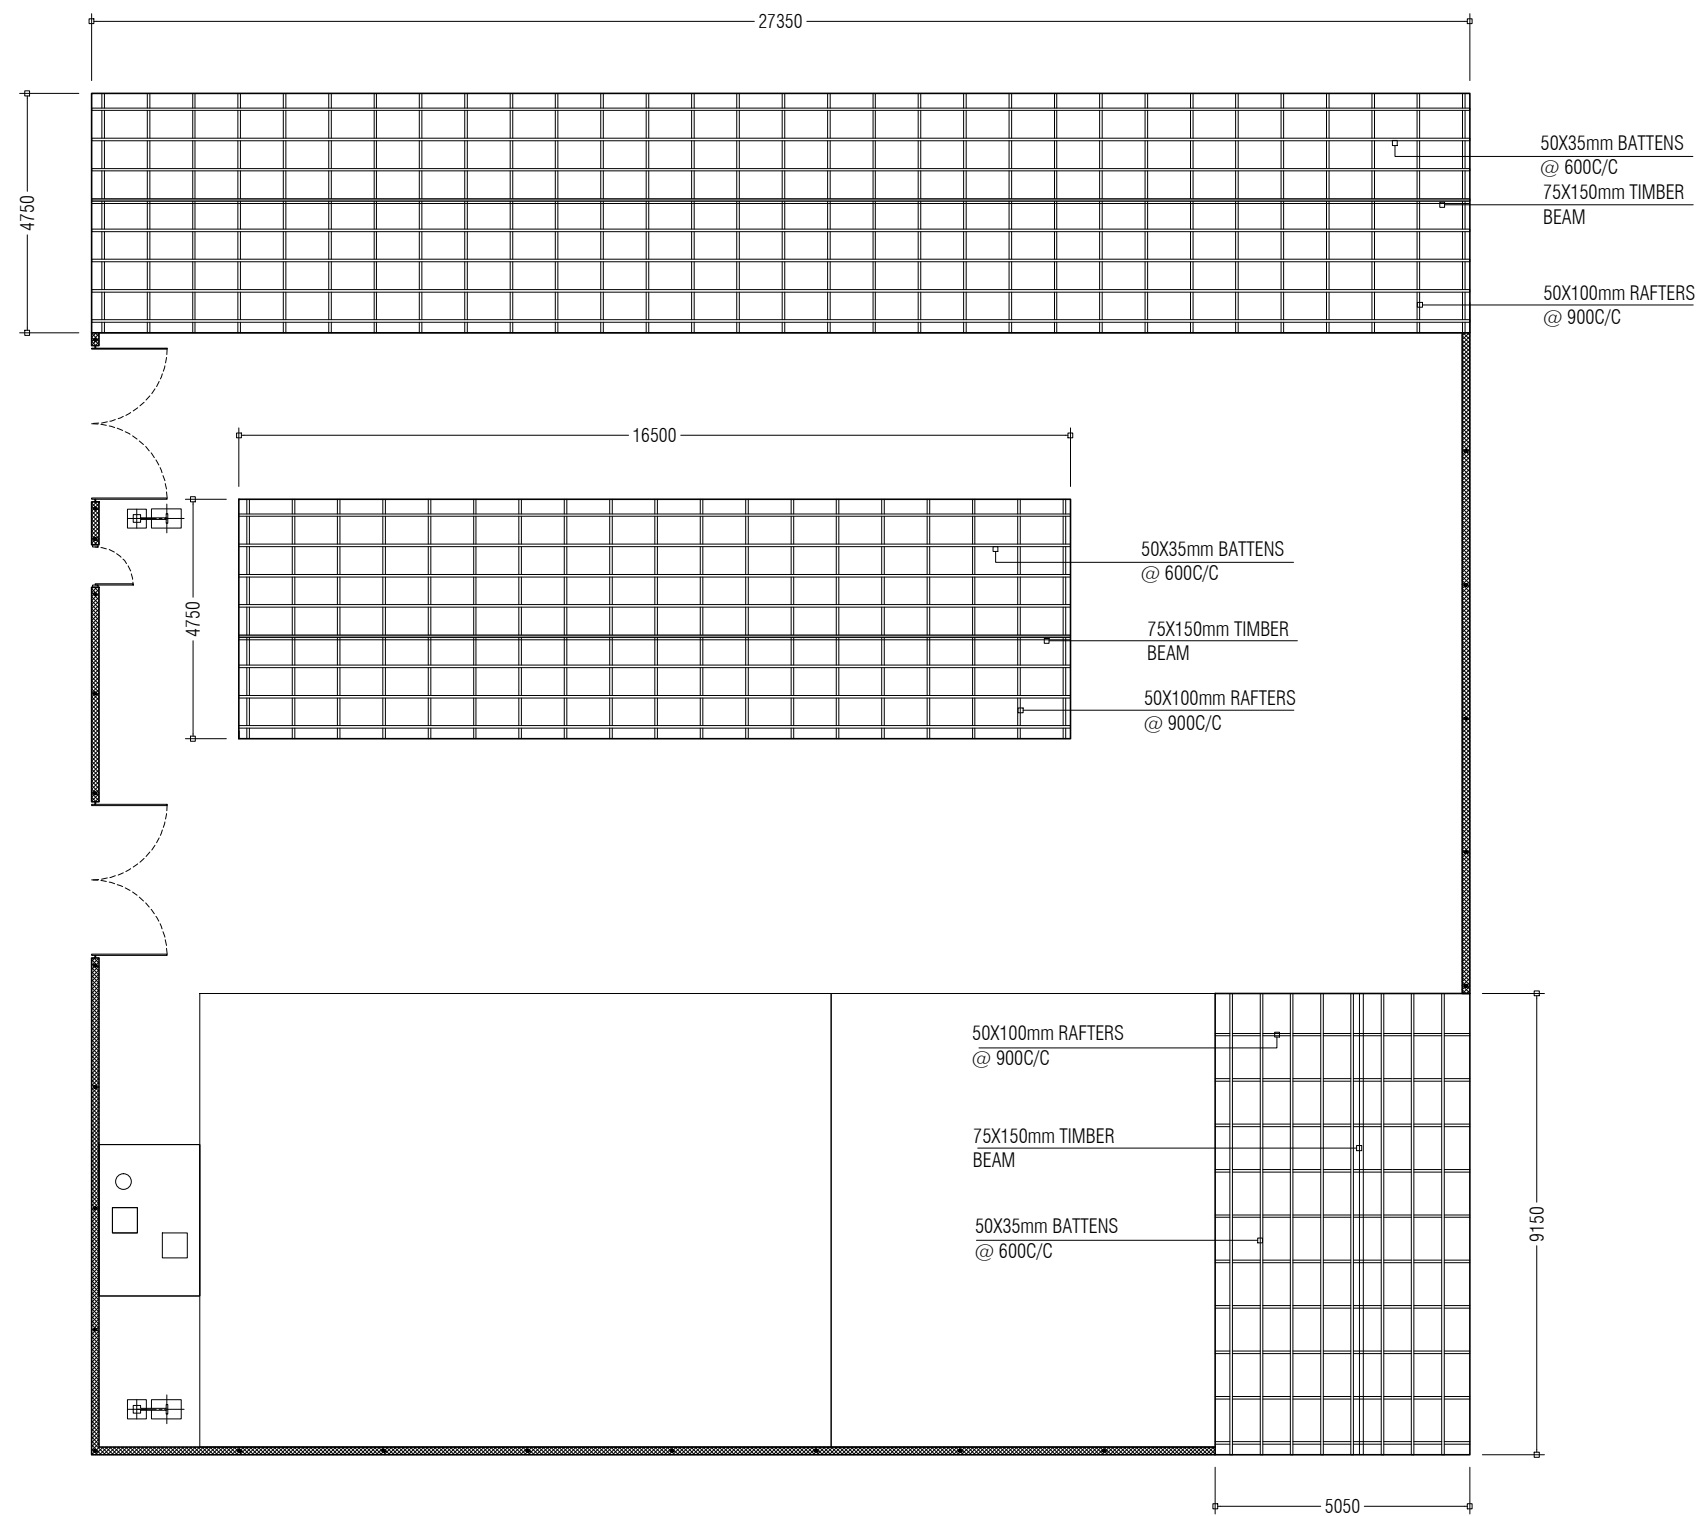 27350
4750
50X35mm BATTENS
@ 600C/C
75X150mm TIMBER
BEAM
50X100mm RAFTERS
@ 900C/C
16500
4750
50X35mm BATTENS
@ 600C/C
75X150mm TIMBER
BEAM
50X100mm RAFTERS
@ 900C/C
50X100mm RAFTERS
@ 900C/C
75X150mm TIMBER
BEAM
50X35mm BATTENS
@ 600C/C
9150
5050